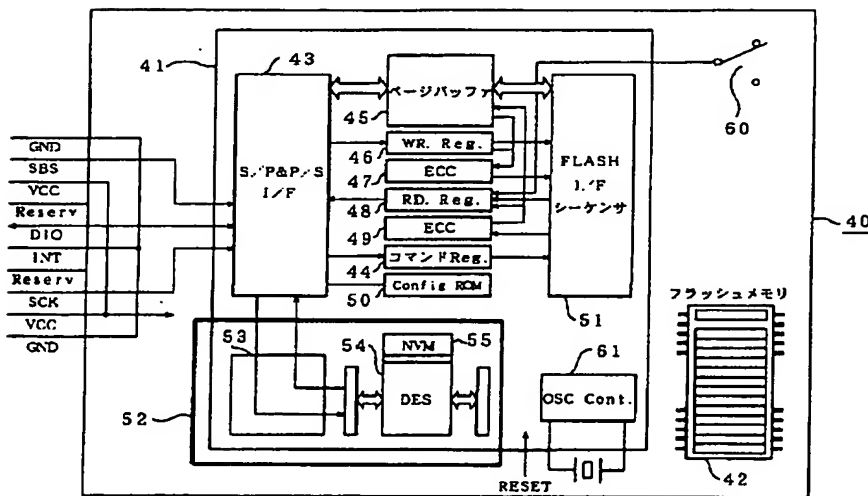 41
43
ページバッファ
45
60
GND
SBS
VCC
Reserv
DIO
INT
Reserv
SCK
VCC
GND
S/P&P/S
I/F
46
WR. Reg.
47
ECC
48
RD. Reg.
49
ECC
44
コマンドReg.
50
Config ROM
FLASH
I/F
シーケンサ
51
40
フラッシュメモリ
42
52
53
54
NVM
55
DES
61
OSC Cont.
RESET